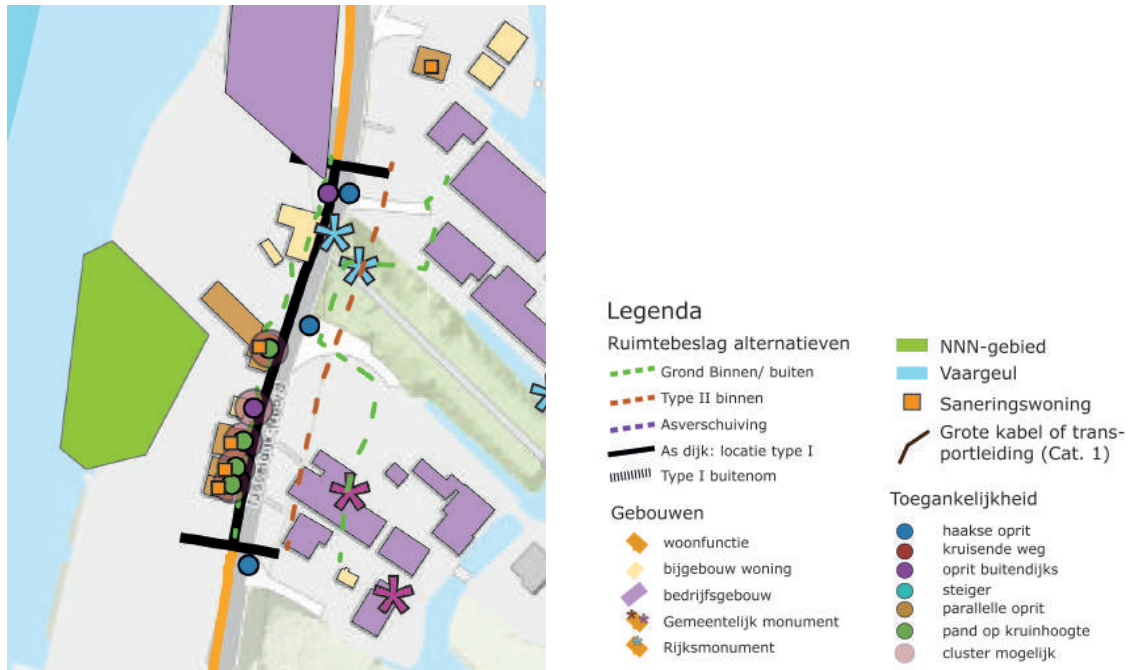 Legenda
Ruimtebeslag alternatieven
Grond Binnen/ buiten
Type II binnen
Asverschuiving
As dijk: locatie type I
Type I buitenom
Gebouwen
woonfunctie
bijgebouw woning
bedrijfsgebouw
Gemeentelijk monument
Rijksmonument
NNN-gebied
Vaargeul
Saneringswoning
Grote kabel of trans-
portleiding (Cat. 1)
Toegankelijkheid
haakse oprit
kruisende weg
oprit buitendijks
steiger
parallelle oprit
pand op kruinhoogte
cluster mogelijk